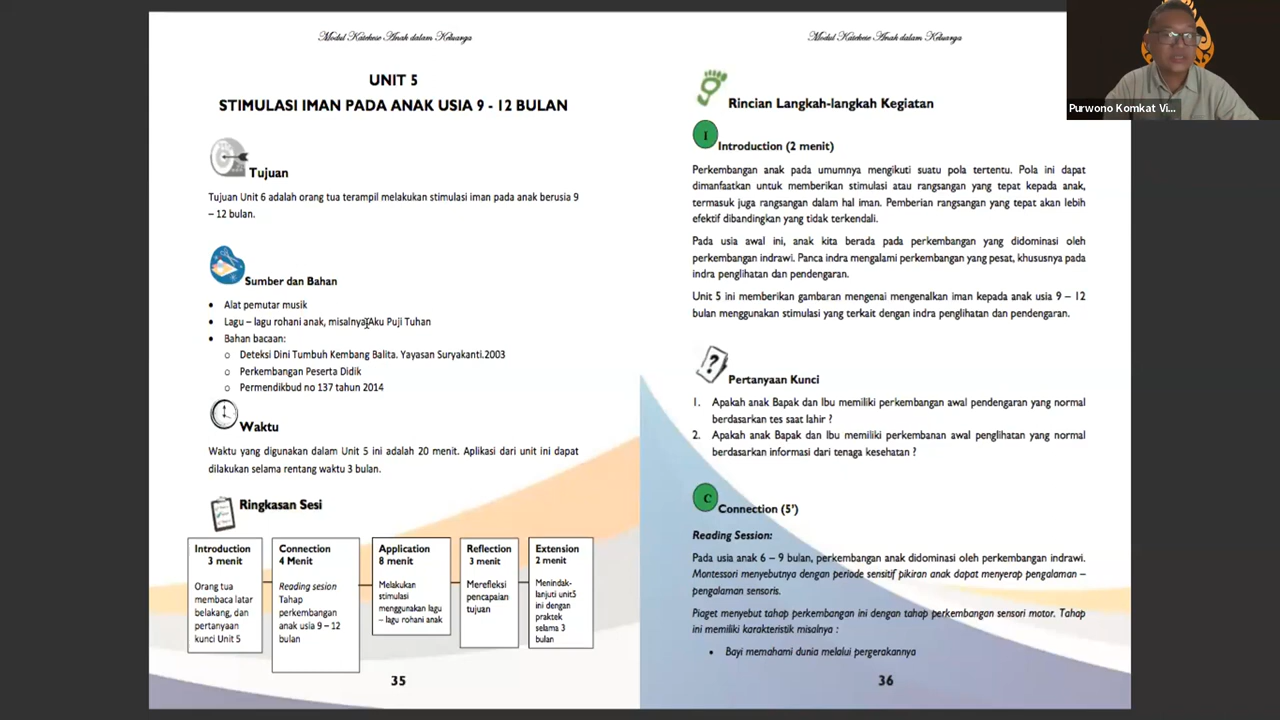 Modul Katekese Anak dalam Keluarga
UNIT 5
STIMULASI IMAN PADA ANAK USIA 9 - 12 BULAN
Tujuan
Tujuan Unit 6 adalah orang tua terampil melakukan stimulasi iman pada anak berusia 9
– 12 bulan.
Sumber dan Bahan
• Alat pemutar musik
• Lagu – lagu rohani anak, misalnya Aku Puji Tuhan
• Bahan bacaan:
o Deteksi Dini Tumbuh Kembang Balita. Yayasan Suryakanti.2003
o Perkembangan Peserta Didik
o Permendikbud no 137 tahun 2014
Waktu
Waktu yang digunakan dalam Unit 5 ini adalah 20 menit. Aplikasi dari unit ini dapat
dilakukan selama rentang waktu 3 bulan.
Ringkasan Sesi
Introduction
3 menit
Orang tua
membaca latar
belakang, dan
pertanyaan
kunci Unit 5
Connection
4 Menit
Reading sesion
Tahap
perkembangan
anak usia 9 – 12
bulan
Application
8 menit
Melakukan
stimulasi
menggunakan lagu
– lagu rohani anak
Reflection
3 menit
Merefleksi
pencapaian
tujuan
Extension
2 menit
Menindak-
lanjuti unit5
ini dengan
praktek
selama 3
bulan
35
Modul Katekese Anak dalam Keluarga
Rincian Langkah-langkah Kegiatan
I
Introduction (2 menit)
Perkembangan anak pada umumnya mengikuti suatu pola tertentu. Pola ini dapat
dimanfaatkan untuk memberikan stimulasi atau rangsangan yang tepat kepada anak,
termasuk juga rangsangan dalam hal iman. Pemberian rangsangan yang tepat akan lebih
efektif dibandingkan yang tidak terkendali.
Pada usia awal ini, anak kita berada pada perkembangan yang didominasi oleh
perkembangan indrawi. Panca indra mengalami perkembangan yang pesat, khususnya pada
indra penglihatan dan pendengaran.
Unit 5 ini memberikan gambaran mengenai mengenalkan iman kepada anak usia 9 – 12
bulan menggunakan stimulasi yang terkait dengan indra penglihatan dan pendengaran.
?
Pertanyaan Kunci
1. Apakah anak Bapak dan Ibu memiliki perkembangan awal pendengaran yang normal
berdasarkan tes saat lahir ?
2. Apakah anak Bapak dan Ibu memiliki perkembanan awal penglihatan yang normal
berdasarkan informasi dari tenaga kesehatan ?
C
Connection (5')
Reading Session:
Pada usia anak 6 – 9 bulan, perkembangan anak didominasi oleh perkembangan indrawi.
Montessori menyebutnya dengan periode sensitif pikiran anak dapat menyerap pengalaman –
pengalaman sensoris.
Piaget menyebut tahap perkembangan ini dengan tahap perkembangan sensori motor. Tahap
ini memiliki karakteristik misalnya :
• Bayi memahami dunia melalui pergerakannya
36
Purwono Komkat Vi...